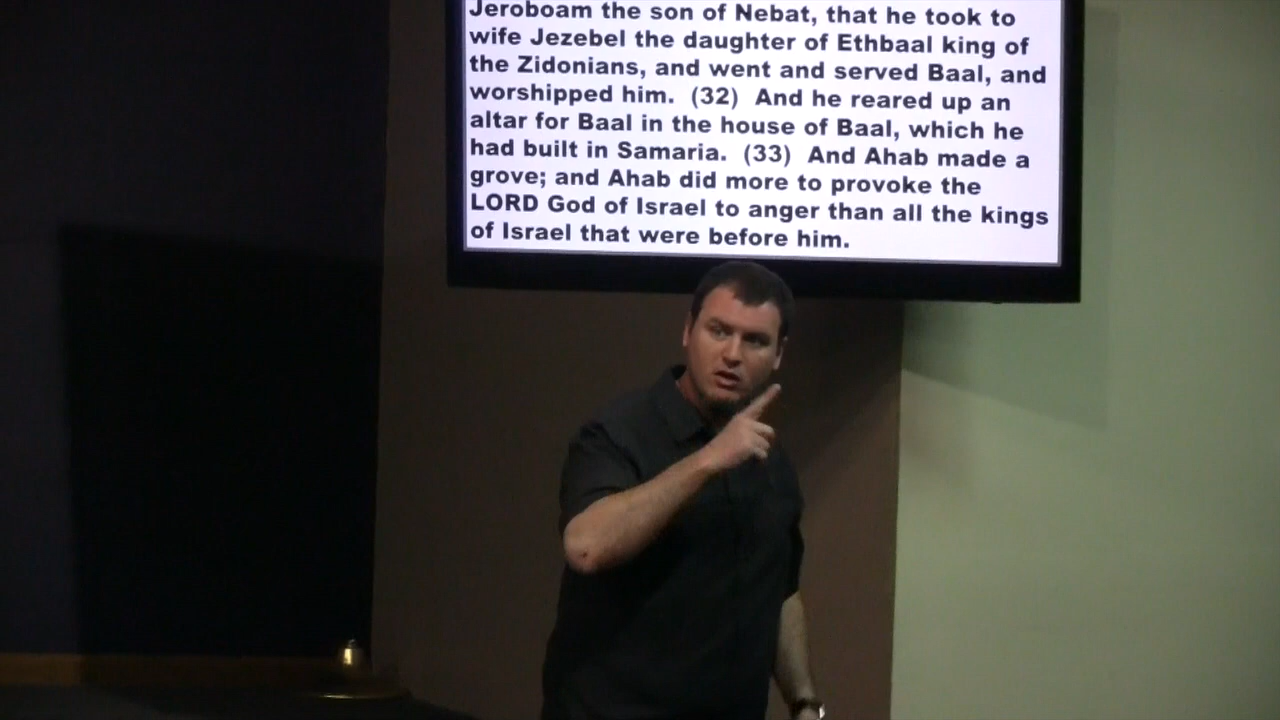 Jeroboam the son of Nebat, that he took to
wife Jezebel the daughter of Ethbaal king of
the Zidonians, and went and served Baal, and
worshipped him. (32) And he reared up an
altar for Baal in the house of Baal, which he
had built in Samaria. (33) And Ahab made a
grove; and Ahab did more to provoke the
LORD God of Israel to anger than all the kings
of Israel that were before him.